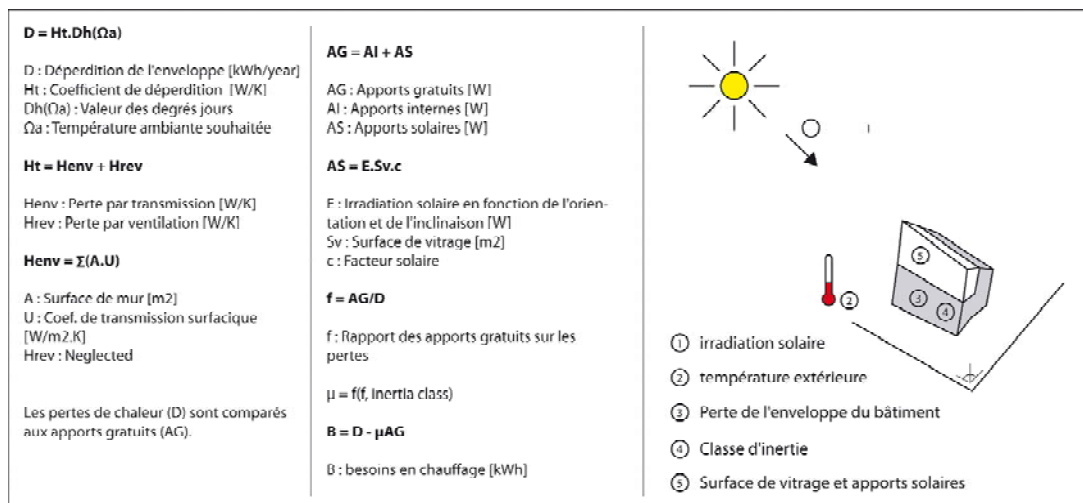 D = Ht.Dh(Ωa)
D : Déperdition de l'enveloppe [kWh/year]
Ht : Coefficient de déperdition [W/K]
Dh(Ωa) : Valeur des degrés jours
Ωa : Température ambiante souhaitée
Ht = Henv + Hrev
Henv : Perte par transmission [W/K]
Hrev : Perte par ventilation [W/K]
Henv = Σ(A.U)
A : Surface de mur [m2]
U : Coef. de transmission surfacique
[W/m2.K]
Hrev : Neglected
Les pertes de chaleur (D) sont comparés
aux apports gratuits (AG).
AG = AI + AS
AG : Apports gratuits [W]
AI : Apports internes [W]
AS : Apports solaires [W]
AS = E.Sv.c
E : Irradiation solaire en fonction de l'orien-
tation et de l'inclinaison [W]
Sv : Surface de vitrage [m2]
c : Facteur solaire
f = AG/D
f : Rapport des apports gratuits sur les
pertes
μ = f(f, inertia class)
B = D - μAG
B : besoins en chauffage [kWh]
5
3
4
2
1 irradiation solaire
2 température extérieure
3 Perte de l'enveloppe du bâtiment
4 Classe d'inertie
5 Surface de vitrage et apports solaires